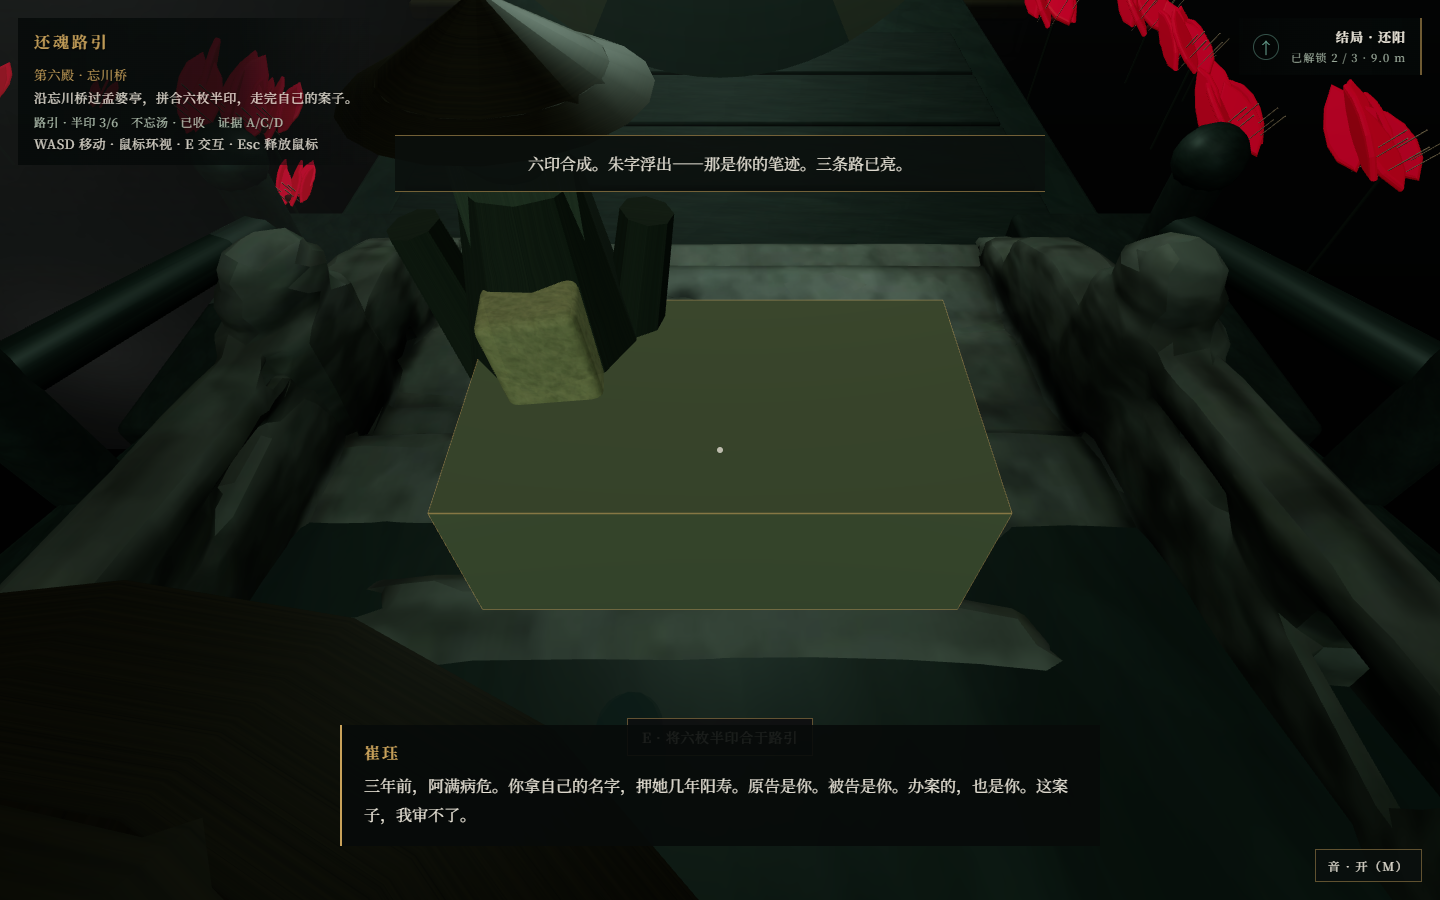 还魂路引
第六殿 · 忘川桥
沿忘川桥过孟婆亭，拼合六枚半印，走完自己的案子。
路引 · 半印 3/6　不忘汤 · 已收　证据 A/C/D
WASD 移动 · 鼠标环视 · E 交互 · Esc 释放鼠标
结局 · 还阳
已解锁 2 / 3 · 9.0 m
六印合成。朱字浮出——那是你的笔迹。三条路已亮。
E · 将六枚半印合于路引
崔珏
三年前，阿满病危。你拿自己的名字，押她几年阳寿。原告是你。被告是你。办案的，也是你。这案
子，我审不了。
音 · 开（M）